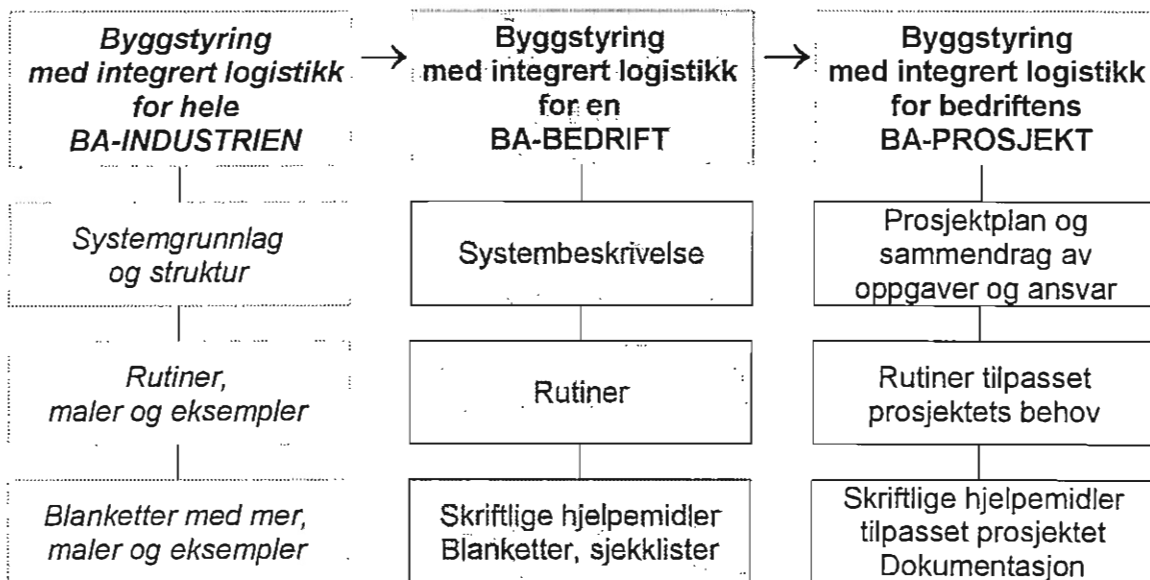 Byggstyring
med integrert logistikk
for hele
BA-INDUSTRIEN
Byggstyring
med integrert logistikk
for en
BA-BEDRIFT
Byggstyring
med integrert logistikk
for bedriftens
BA-PROSJEKT
Systemgrunnlag
og struktur
Systembeskrivelse
Prosjektplan og
sammendrag av
oppgaver og ansvar
Rutiner,
maler og eksempler
Rutiner
Rutiner tilpasset
prosjektets behov
Blanketter med mer,
maler og eksempler
Skriftlige hjelpemidler
Blanketter, sjekklister
Skriftlige hjelpemidler
tilpasset prosjektet
Dokumentasjon